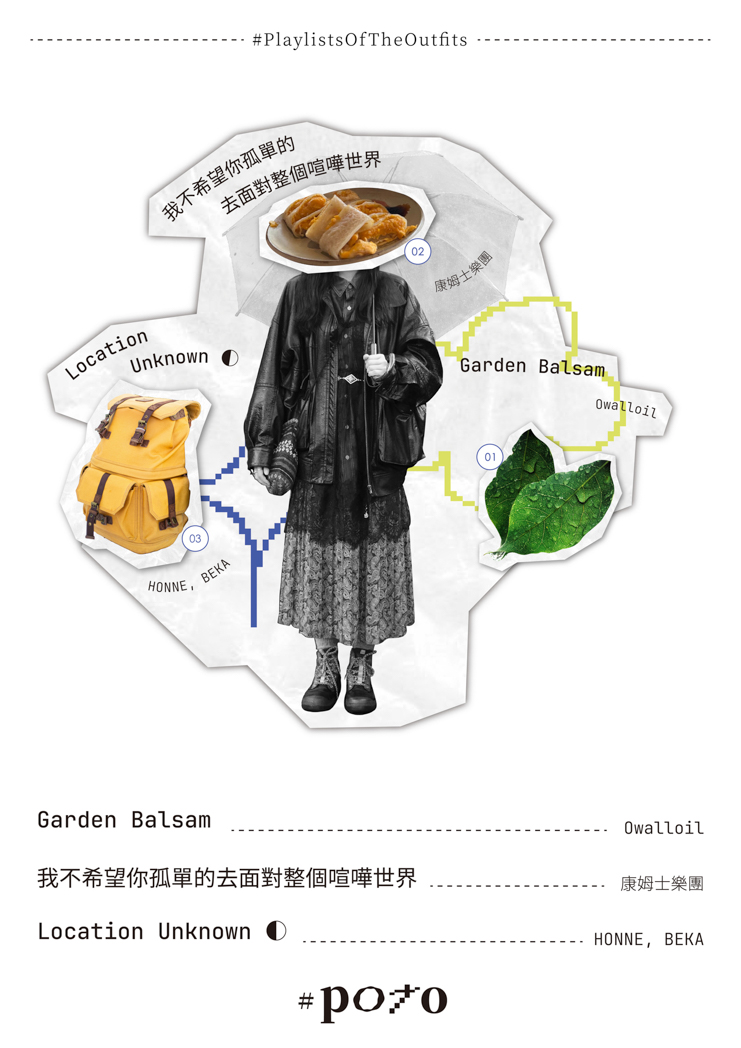 #PlaylistsOfTheOutfits
我不希望你孤單的
去面對整個喧嘩世界
02
康姆士樂團
Location
Unknown ◐
Garden Balsam
Owalloil
01
03
HONNE, BEKA
Garden Balsam Owalloil
我不希望你孤單的去面對整個喧嘩世界 康姆士樂團
Location Unknown ◐ HONNE, BEKA
#poto